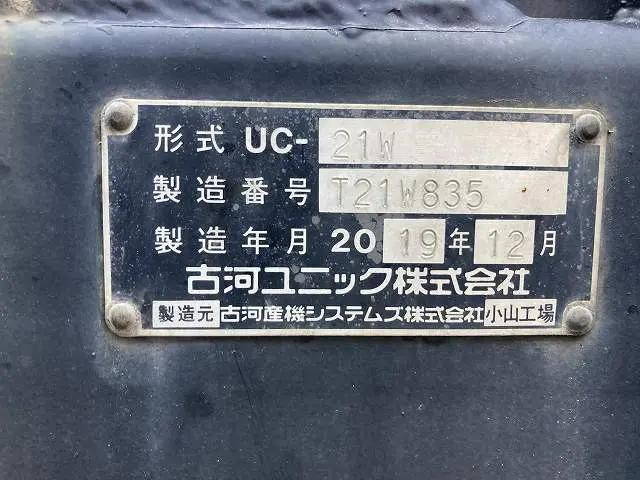 形式 UC- 21W
製造番号 T21W835
製造年月 20 19 年 12 月
古河ユニック株式会社
製造元 古河産機システムズ株式会社 小山工場